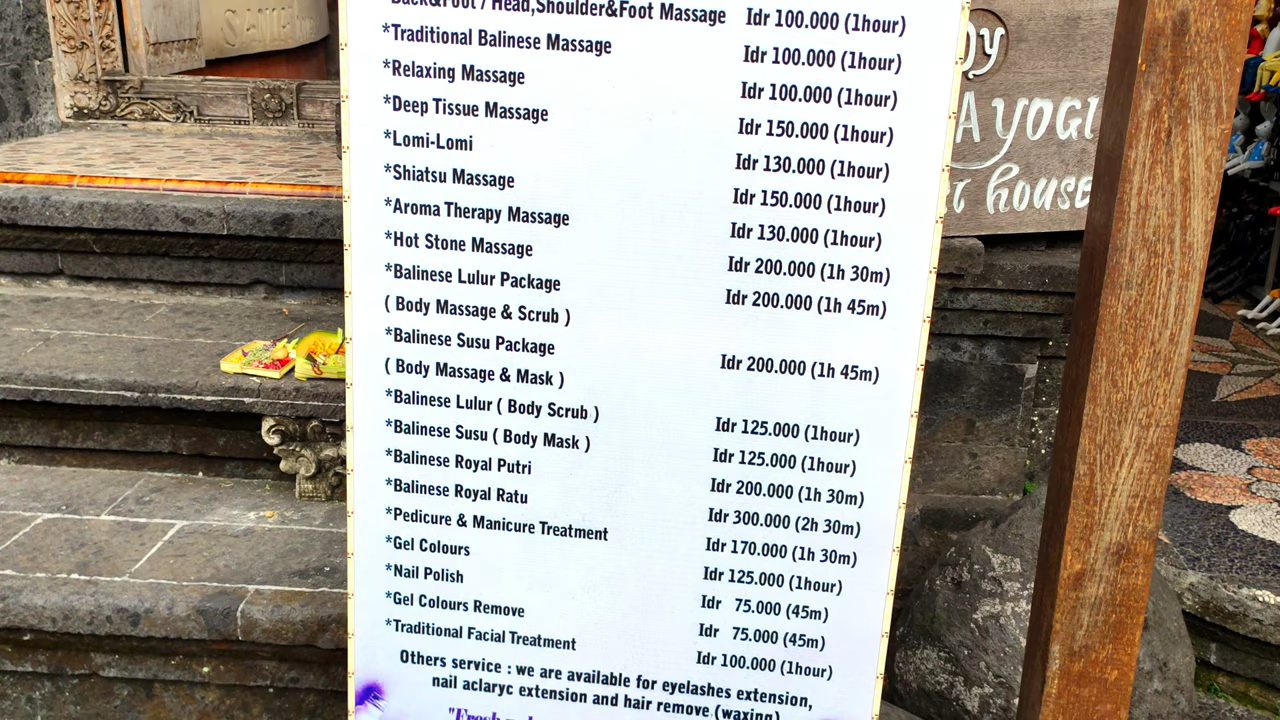 *Back&Foot / Head,Shoulder&Foot Massage Idr 100.000 (1hour)
*Traditional Balinese Massage Idr 100.000 (1hour)
*Relaxing Massage Idr 100.000 (1hour)
*Deep Tissue Massage Idr 150.000 (1hour)
*Lomi-Lomi Idr 130.000 (1hour)
*Shiatsu Massage Idr 150.000 (1hour)
*Aroma Therapy Massage Idr 130.000 (1hour)
*Hot Stone Massage Idr 200.000 (1h 30m)
*Balinese Lulur Package Idr 200.000 (1h 45m)
( Body Massage & Scrub )
*Balinese Susu Package Idr 200.000 (1h 45m)
( Body Massage & Mask )
*Balinese Lulur ( Body Scrub ) Idr 125.000 (1hour)
*Balinese Susu ( Body Mask ) Idr 125.000 (1hour)
*Balinese Royal Putri Idr 200.000 (1h 30m)
*Balinese Royal Ratu Idr 300.000 (2h 30m)
*Pedicure & Manicure Treatment Idr 170.000 (1h 30m)
*Gel Colours Idr 125.000 (1hour)
*Nail Polish Idr 75.000 (45m)
*Gel Colours Remove Idr 75.000 (45m)
*Traditional Facial Treatment Idr 100.000 (1hour)
Others service : we are available for eyelashes extension,
nail aclaryc extension and hair remove (waxing)
A YOGI
house